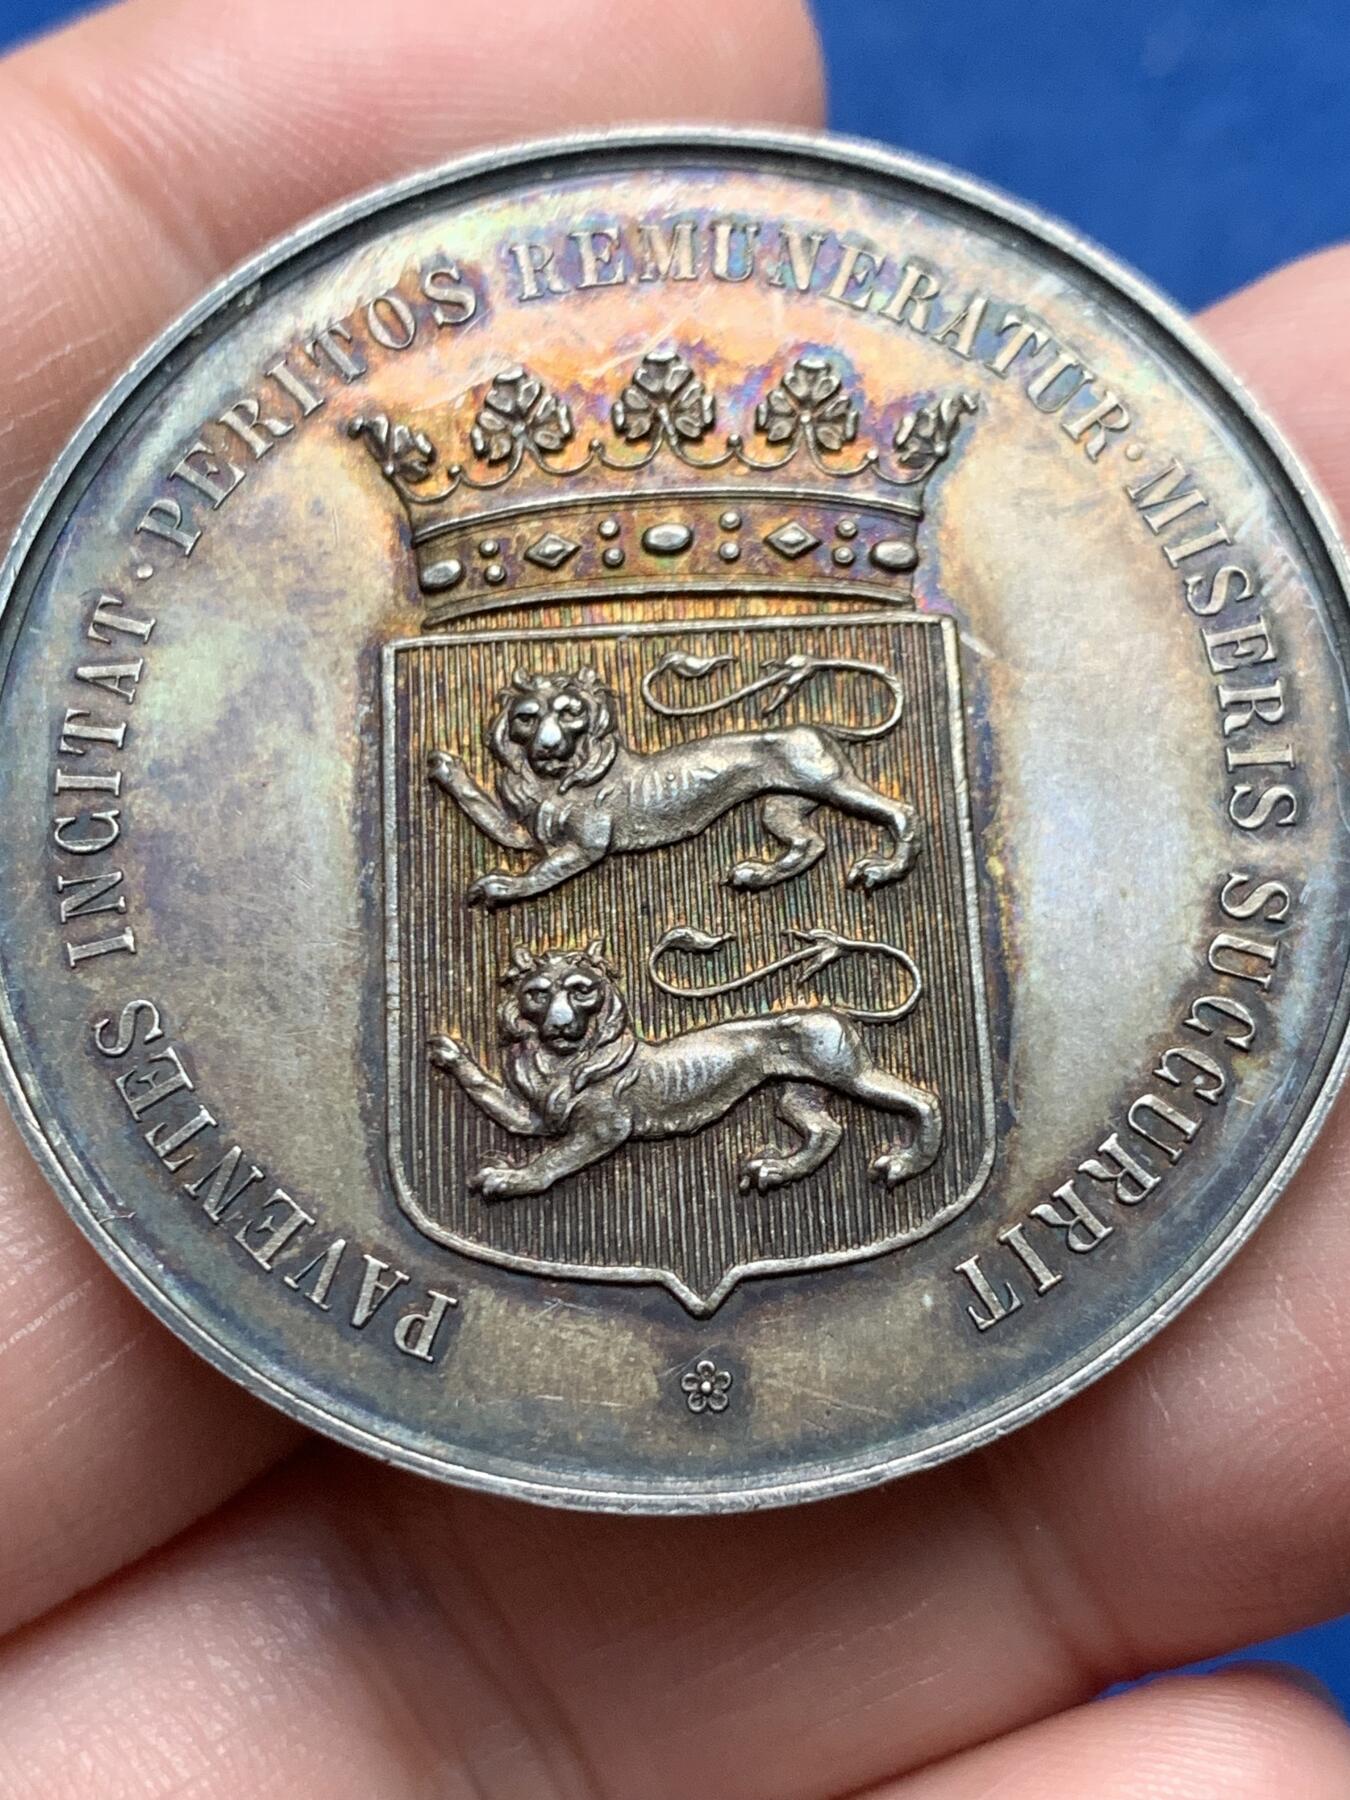 PAVENTES INCITAT · PERITOS REMUNERATUR · MISERIS SUCCURRIT